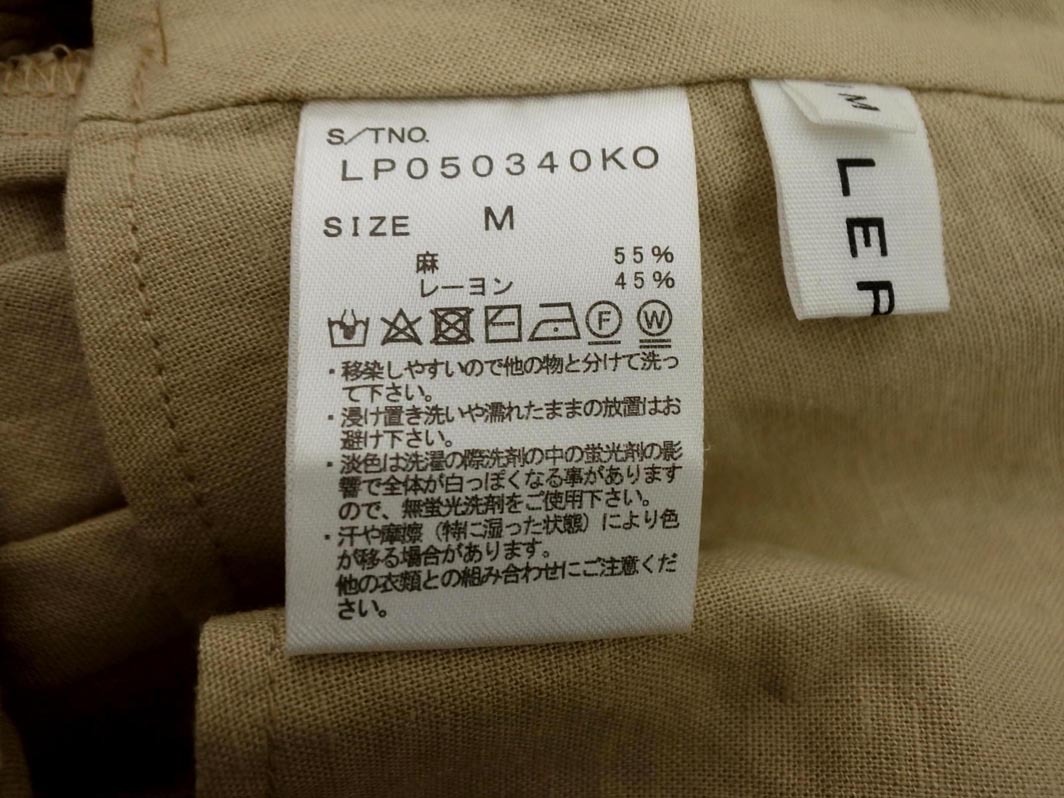 S/TNO.
LP050340KO
SIZE M
麻 55%
レーヨン 45%
F W
・移染しやすいので他の物と分けて洗っ
て下さい。
・浸け置き洗いや濡れたままの放置はお
避け下さい。
・淡色は洗濯の際洗剤の中の蛍光剤の影
響で全体が白っぽくなる事があります
ので、無蛍光洗剤をご使用下さい。
・汗や摩擦（特に湿った状態）により色
が移る場合があります。
他の衣類との組み合わせにご注意くだ
さい。
M
LER